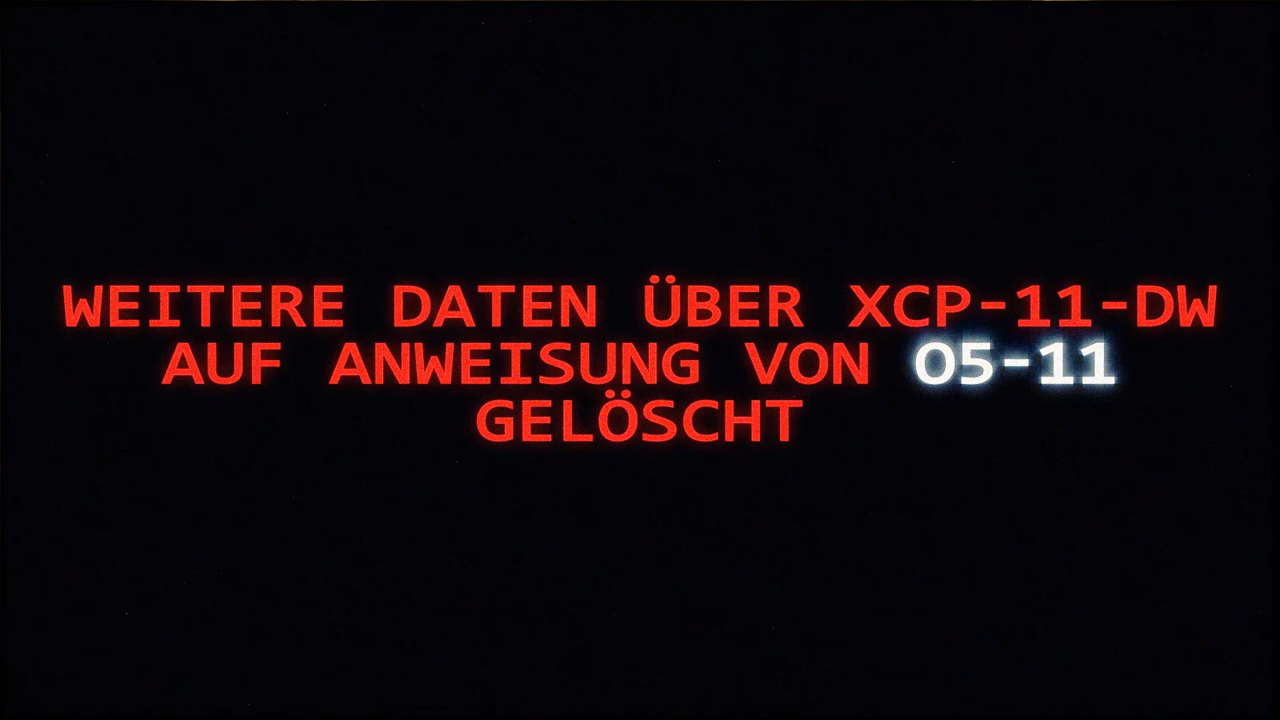 WEITERE DATEN ÜBER XCP-11-DW
AUF ANWEISUNG VON O5-11
GELÖSCHT